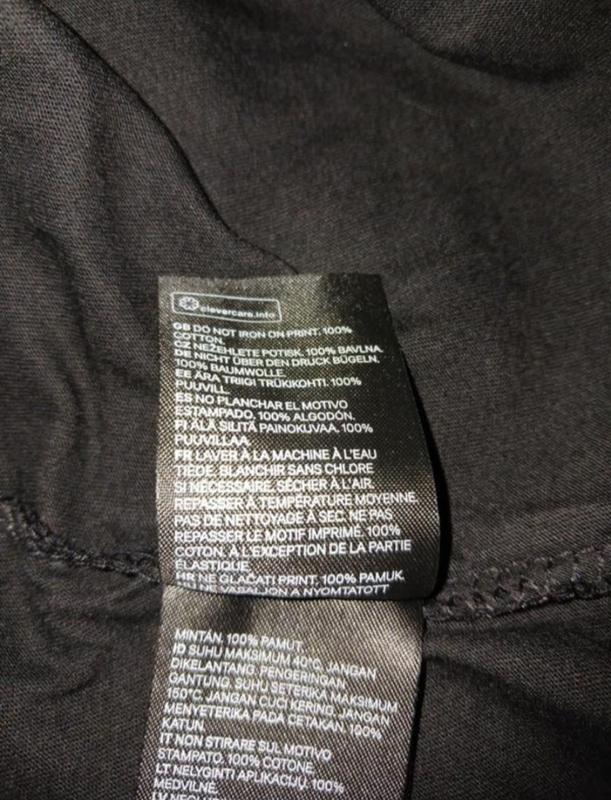 clevercare.info
GB DO NOT IRON ON PRINT. 100%
COTTON.
CZ NEŽEHLETE POTISK. 100% BAVLNA.
DE NICHT ÜBER DEN DRUCK BÜGELN.
100% BAUMWOLLE.
EE ÄRA TRIIGI TRÜKIKOHTI. 100%
PUUVILL.
ES NO PLANCHAR EL MOTIVO
ESTAMPADO. 100% ALGODÓN.
FI ÄLÄ SILITÄ PAINOKUVAA. 100%
PUUVILLAA.
FR LAVER À LA MACHINE À L'EAU
TIÈDE. BLANCHIR SANS CHLORE
SI NÉCESSAIRE. SÉCHER À L'AIR.
REPASSER À TEMPÉRATURE MOYENNE.
PAS DE NETTOYAGE À SEC. NE PAS
REPASSER LE MOTIF IMPRIMÉ. 100%
COTON. À L'EXCEPTION DE LA PARTIE
ÉLASTIQUE.
HR NE GLAČATI PRINT. 100% PAMUK.
NE VASALJON A NYOMTATOTT
MINTÁN. 100% PAMUT.
ID SUHU MAKSIMUM 40°C. JANGAN
DIKELANTANG. PENGERINGAN
GANTUNG. SUHU SETERIKA MAKSIMUM
150°C. JANGAN CUCI KERING. JANGAN
MENYETERIKA PADA CETAKAN. 100%
KATUN.
IT NON STIRARE SUL MOTIVO
STAMPATO. 100% COTONE.
LT NELYGINTI APLIKACIJŲ. 100%
MEDVILNĖ.
LV